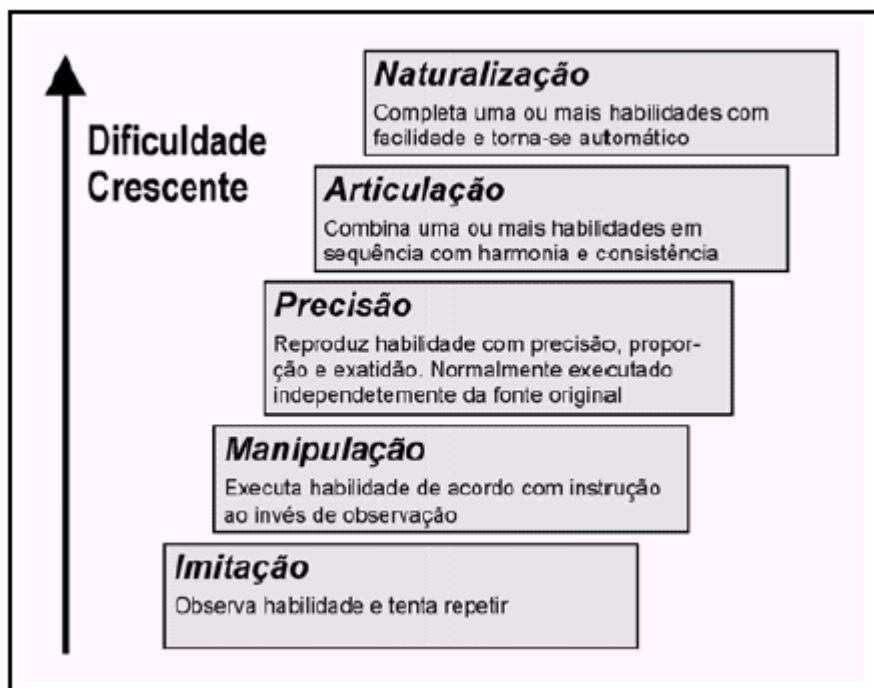 Naturalização
Completa uma ou mais habilidades com
facilidade e torna-se automático
Dificuldade
Crescente
Articulação
Combina uma ou mais habilidades em
sequência com harmonia e consistência
Precisão
Reproduz habilidade com precisão, propor-
ção e exatidão. Normalmente executado
independetemente da fonte original
Manipulação
Executa habilidade de acordo com instrução
ao invés de observação
Imitação
Observa habilidade e tenta repetir